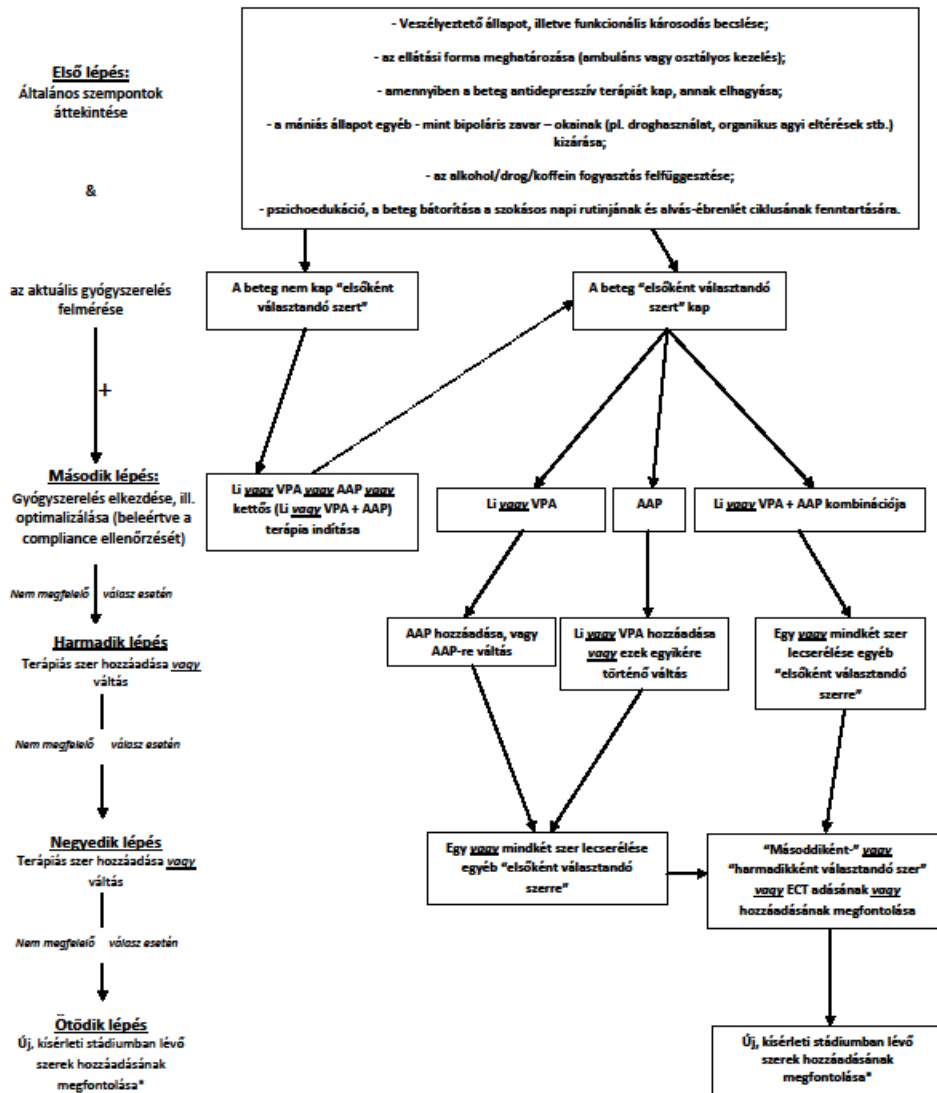 - Veszélyeztető állapot, illetve funkcionális károsodás becslése;
- az ellátási forma meghatározása (ambuláns vagy osztályos kezelés);
- amennyiben a beteg antidepresszív terápiát kap, annak elhagyása;
- a mániás állapot egyéb - mint bipoláris zavar – okainak (pl. droghasználat, organikus agyi eltérések stb.)
kizárása;
- az alkohol/drog/koffein fogyasztás felfüggesztése;
- pszichoedukáció, a beteg bátorítása a szokásos napi rutinjának és alvás-ébrenlét ciklusának fenntartására.
Első lépés:
Általános szempontok
áttekintése
&
az aktuális gyógyszerelés
felmérése
A beteg nem kap “elsőként
választandó szert”
A beteg “elsőként választandó
szert” kap
+
Második lépés:
Gyógyszerelés elkezdése, ill.
optimalizálása (beleértve a
compliance ellenőrzését)
Li vagy VPA vagy AAP vagy
kettős (Li vagy VPA + AAP)
terápia indítása
Li vagy VPA
AAP
Li vagy VPA + AAP kombinációja
Nem megfelelő válasz esetén
Harmadik lépés
Terápiás szer hozzáadása vagy
váltás
AAP hozzáadása, vagy
AAP-re váltás
Li vagy VPA hozzáadása
vagy ezek egyikére
történő váltás
Egy vagy mindkét szer
lecserélése egyéb
“elsőként választandó
szerre”
Nem megfelelő válasz esetén
Negyedik lépés
Terápiás szer hozzáadása vagy
váltás
Egy vagy mindkét szer lecserélése
egyéb “elsőként választandó
szerre”
“Másoddiként-” vagy
“harmadikként választandó szer”
vagy ECT adásának vagy
hozzáadásának megfontolása
Nem megfelelő válasz esetén
Ötödik lépés
Új, kísérleti stádiumban lévő
szerek hozzáadásának
megfontolása*
Új, kísérleti stádiumban lévő
szerek hozzáadásának
megfontolása*